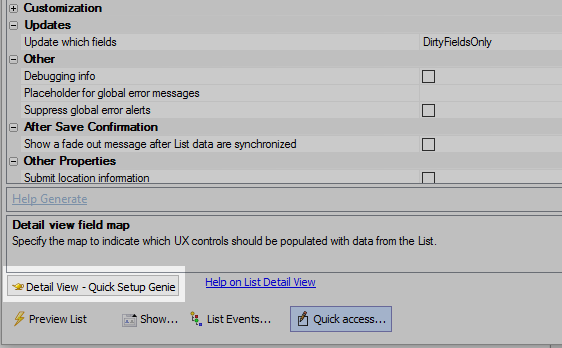 Customization
Updates
Update which fields DirtyFieldsOnly
Other
Debugging info
Placeholder for global error messages
Suppress global error alerts
After Save Confirmation
Show a fade out message after List data are synchronized
Other Properties
Submit location information
Help Generate
Detail view field map
Specify the map to indicate which UX controls should be populated with data from the List.
Detail View - Quick Setup Genie Help on List Detail View
Preview List Show... List Events... Quick access...